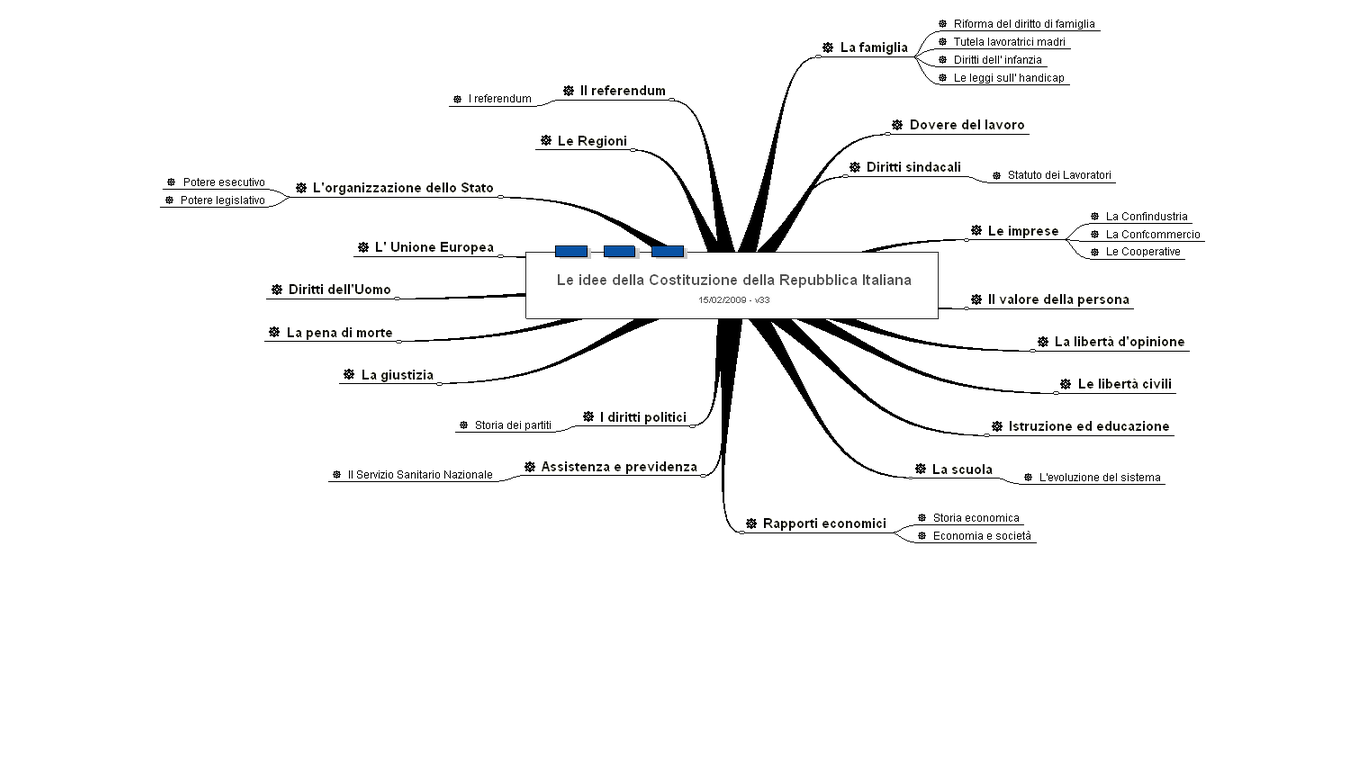 Le idee della Costituzione della Repubblica Italiana
15/02/2009 - v33
La famiglia
Riforma del diritto di famiglia
Tutela lavoratrici madri
Diritti dell' infanzia
Le leggi sull' handicap
Dovere del lavoro
Diritti sindacali
Statuto dei Lavoratori
Le imprese
La Confindustria
La Confcommercio
Le Cooperative
Il valore della persona
La libertà d'opinione
Le libertà civili
Istruzione ed educazione
La scuola
L'evoluzione del sistema
Rapporti economici
Storia economica
Economia e società
Il referendum
I referendum
Le Regioni
L'organizzazione dello Stato
Potere esecutivo
Potere legislativo
L' Unione Europea
Diritti dell'Uomo
La pena di morte
La giustizia
I diritti politici
Storia dei partiti
Assistenza e previdenza
Il Servizio Sanitario Nazionale